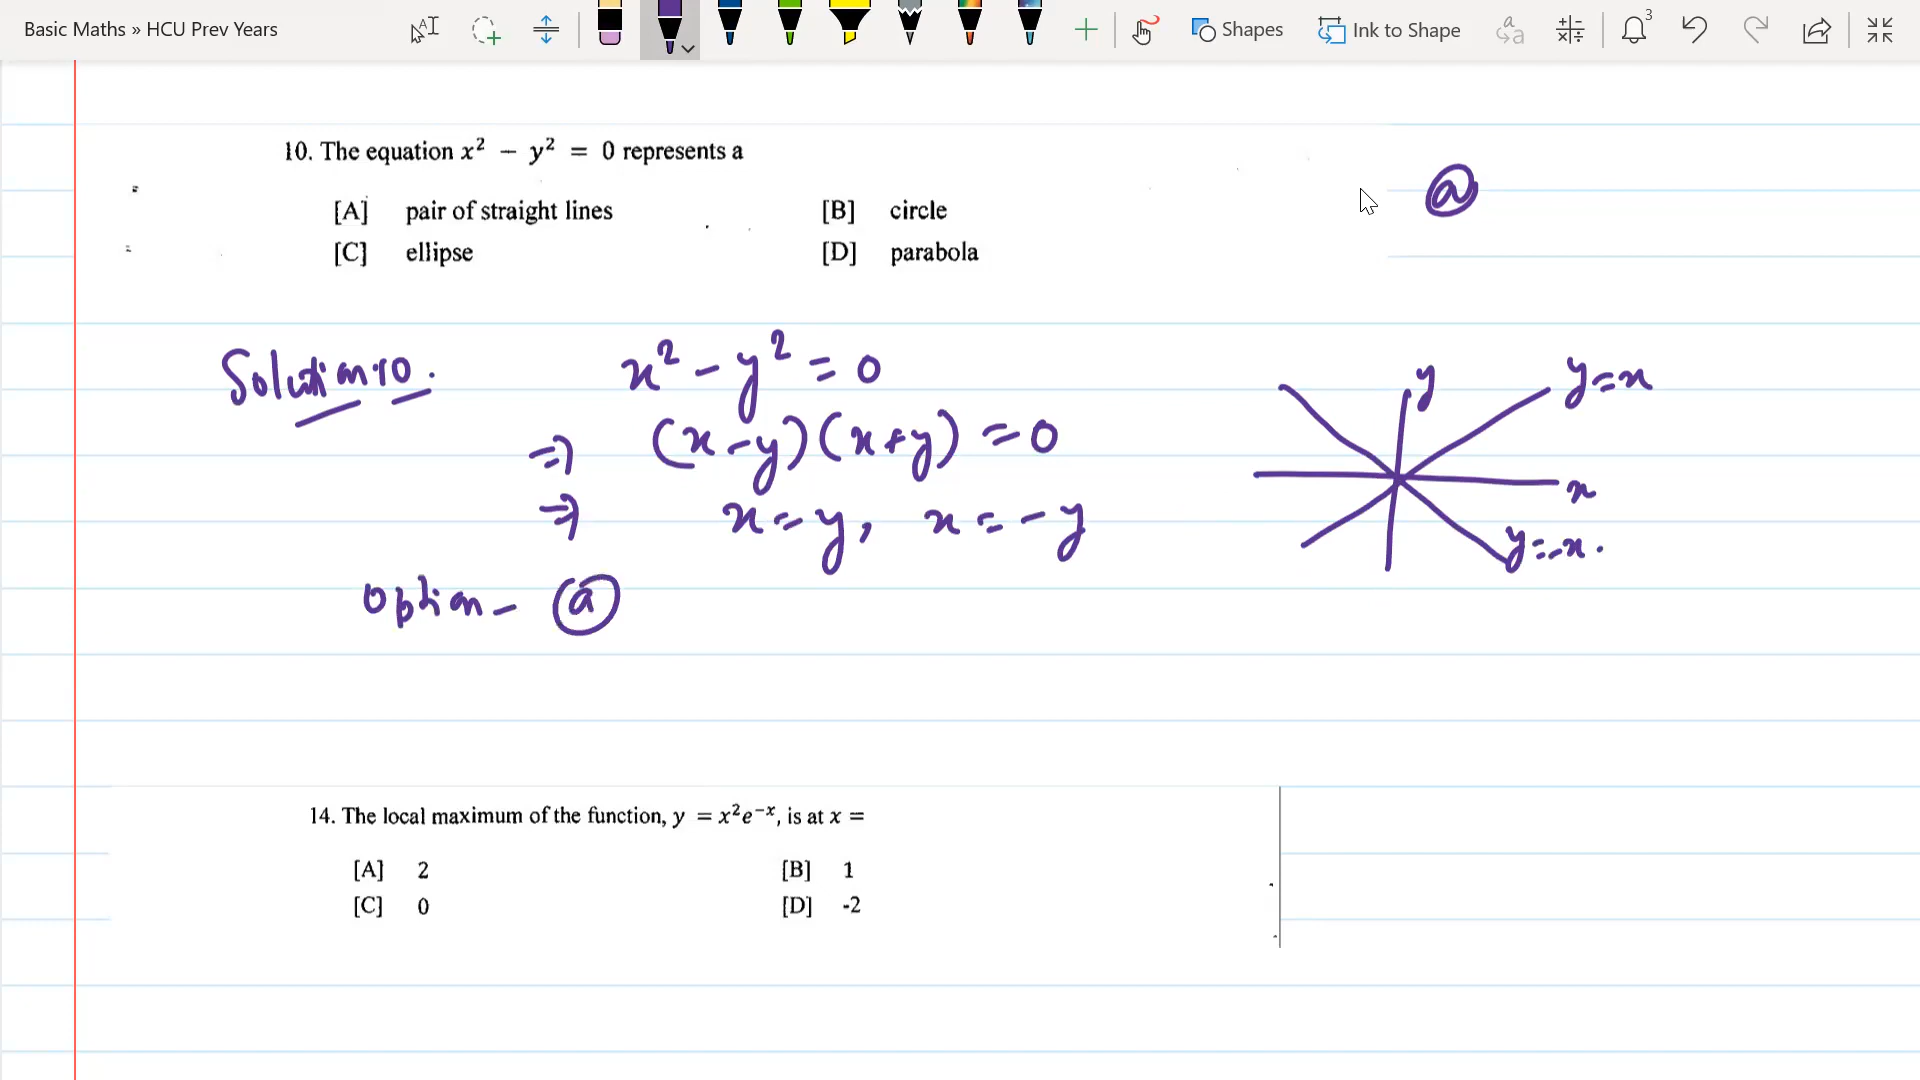 Basic Maths » HCU Prev Years
Shapes
Ink to Shape
3
10. The equation x² − y² = 0 represents a
[A] pair of straight lines [B] circle
[C] ellipse [D] parabola
a
Solution 10.
x² − y² = 0
⇒ (x−y)(x+y) = 0
⇒ x = y, x = −y
option − a
y
y=x
x
y=−x.
14. The local maximum of the function, y = x²e⁻ˣ, is at x =
[A] 2 [B] 1
[C] 0 [D] -2